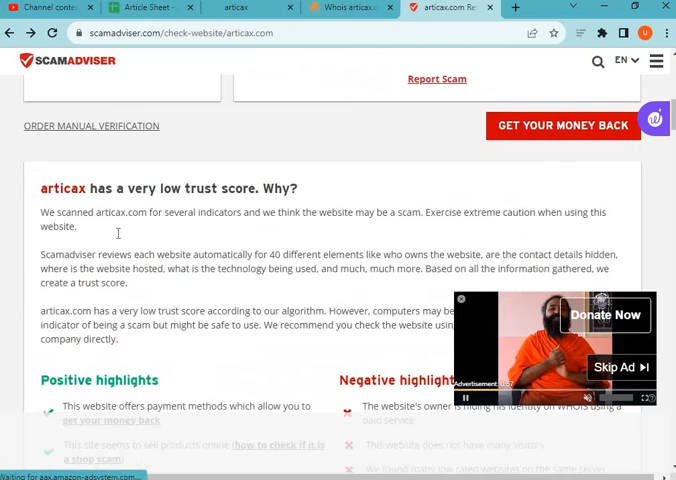 Channel conte
Article Sheet -
articax
Whois articax.c
articax.com Re
scamadviser.com/check-website/articax.com
U
SCAMADVISER
EN
Report Scam
ORDER MANUAL VERIFICATION
GET YOUR MONEY BACK
articax has a very low trust score. Why?
We scanned articax.com for several indicators and we think the website may be a scam. Exercise extreme caution when using this
website.
Scamadviser reviews each website automatically for 40 different elements like who owns the website, are the contact details hidden,
where is the website hosted, what is the technology being used, and much, much more. Based on all the information gathered, we
create a trust score.
articax.com has a very low trust score according to our algorithm. However, computers may be
indicator of being a scam but might be safe to use. We recommend you check the website using
company directly.
Donate Now
Skip Ad
Advertisement: 0:57
Positive highlights
Negative highlight
This website offers payment methods which allow you to
get your money back
This site seems to sell products online (how to check if it is
a shop scam)
The website's owner is hiding his identity on WHOIS using a
paid service
This website does not have many visitors
We found many low rated websites on the same server
Waiting for aax.amazon-adsystem.com...